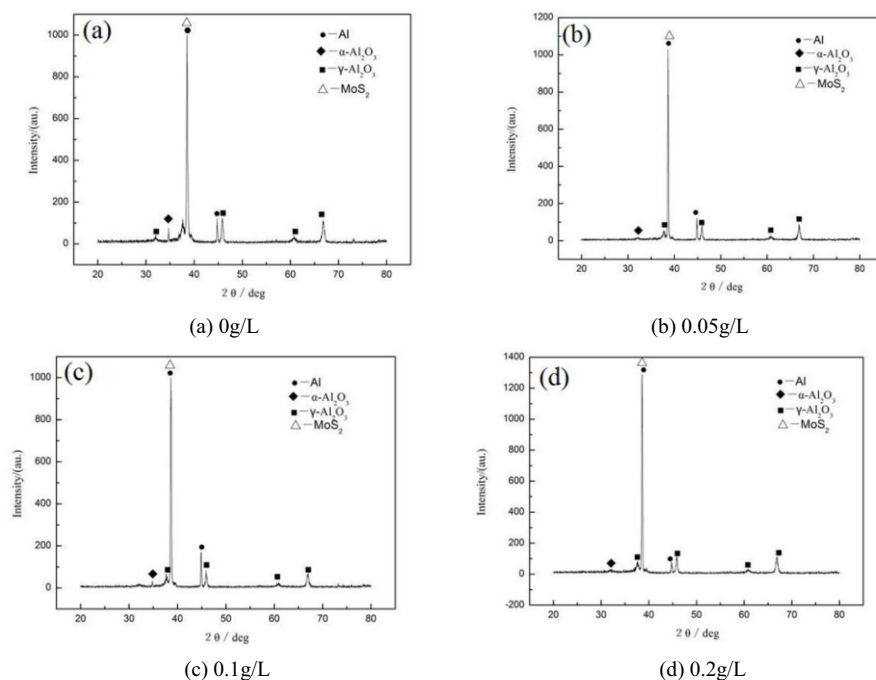 (a)
●—Al
◆—α-Al₂O₃
■—γ-Al₂O₃
△—MoS₂
Intensity/(au.)
1000
800
600
400
200
0
20 30 40 50 60 70 80
2 θ / deg
(a) 0g/L
(b)
●—Al
◆—α-Al₂O₃
■—γ-Al₂O₃
△—MoS₂
Intensity/(au.)
1200
1000
800
600
400
200
0
20 30 40 50 60 70 80
2 θ / deg
(b) 0.05g/L
(c)
●—Al
◆—α-Al₂O₃
■—γ-Al₂O₃
△—MoS₂
Intensity/(au.)
1000
800
600
400
200
0
20 30 40 50 60 70 80
2 θ / deg
(c) 0.1g/L
(d)
●—Al
◆—α-Al₂O₃
■—γ-Al₂O₃
△—MoS₂
Intensity/(au.)
1400
1200
1000
800
600
400
200
0
-200
20 30 40 50 60 70 80
2 θ / deg
(d) 0.2g/L